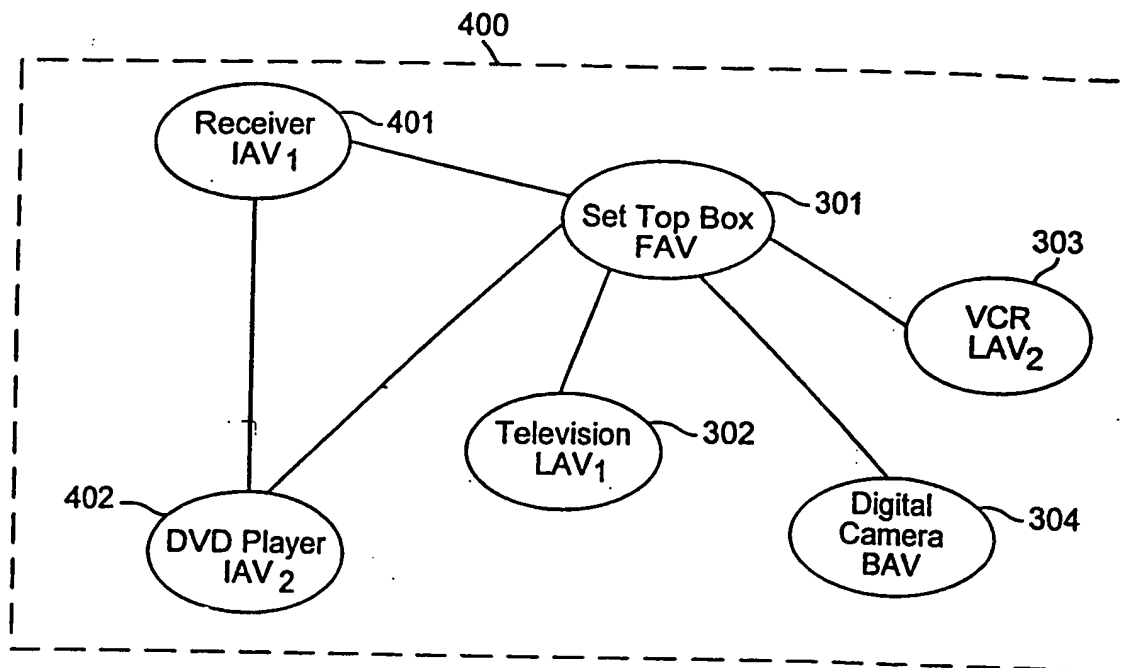 400
Receiver
IAV1
401
Set Top Box
FAV
301
303
VCR
LAV2
Television
LAV1
302
402
DVD Player
IAV2
Digital
Camera
BAV
304